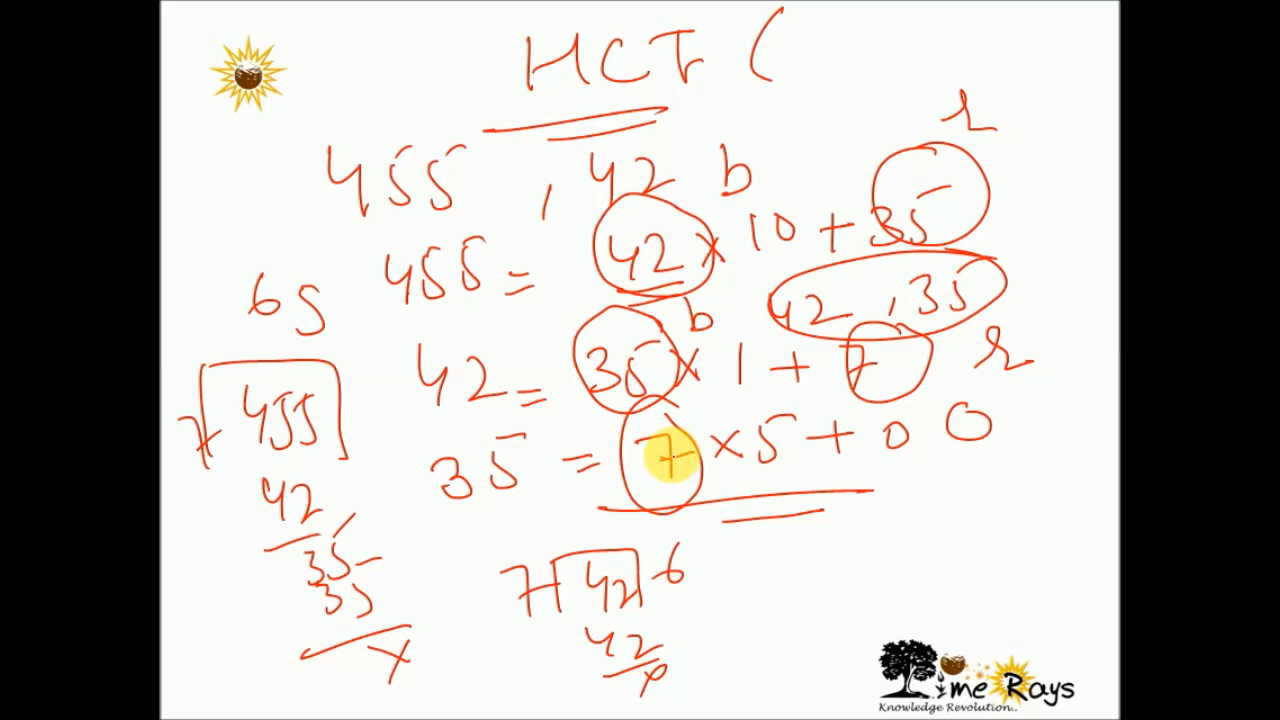 HCF (
455 , 42 b r
455 = 42 × 10 + 35
42 , 35
b
42 = 35 × 1 + 7 r
35 = 7 × 5 + 0 0
65
7 455
42
35
35
×
7 42 6
42
×
Time Rays
Knowledge Revolution..